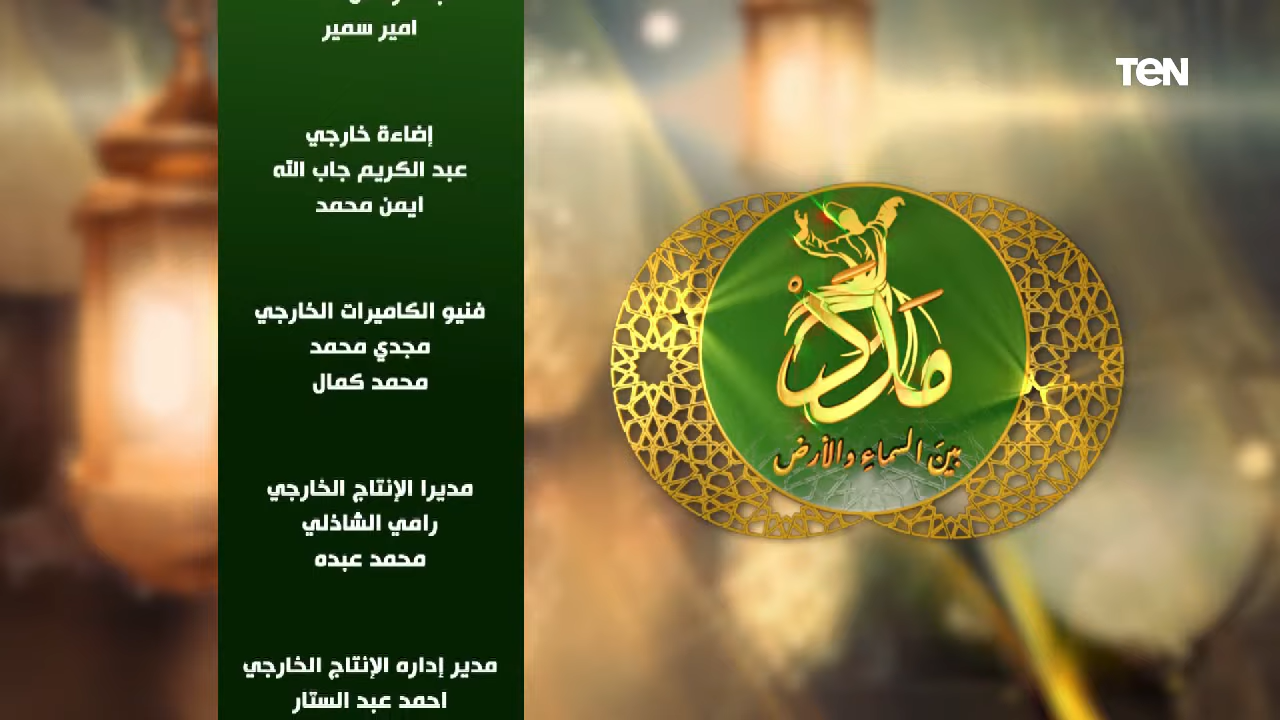 امير سمير
إضاءة خارجي
عبد الكريم جاب الله
ايمن محمد
فنيو الكاميرات الخارجي
مجدي محمد
محمد كمال
مديرا الإنتاج الخارجي
رامي الشاذلي
محمد عبده
مدير إداره الإنتاج الخارجي
احمد عبد الستار
TeN
مَدَدْ
بينَ السماءِ والأرض